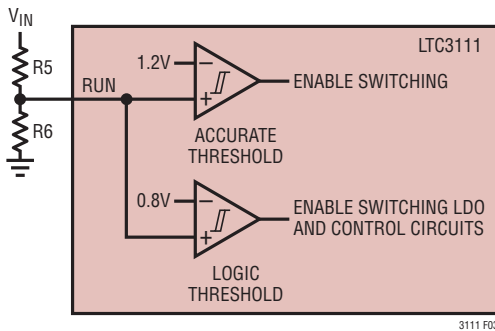 VIN
LTC3111
R5
1.2V
−
+
ENABLE SWITCHING
RUN
R6
ACCURATE
THRESHOLD
0.8V
−
+
ENABLE SWITCHING LDO
AND CONTROL CIRCUITS
LOGIC
THRESHOLD
3111 F03